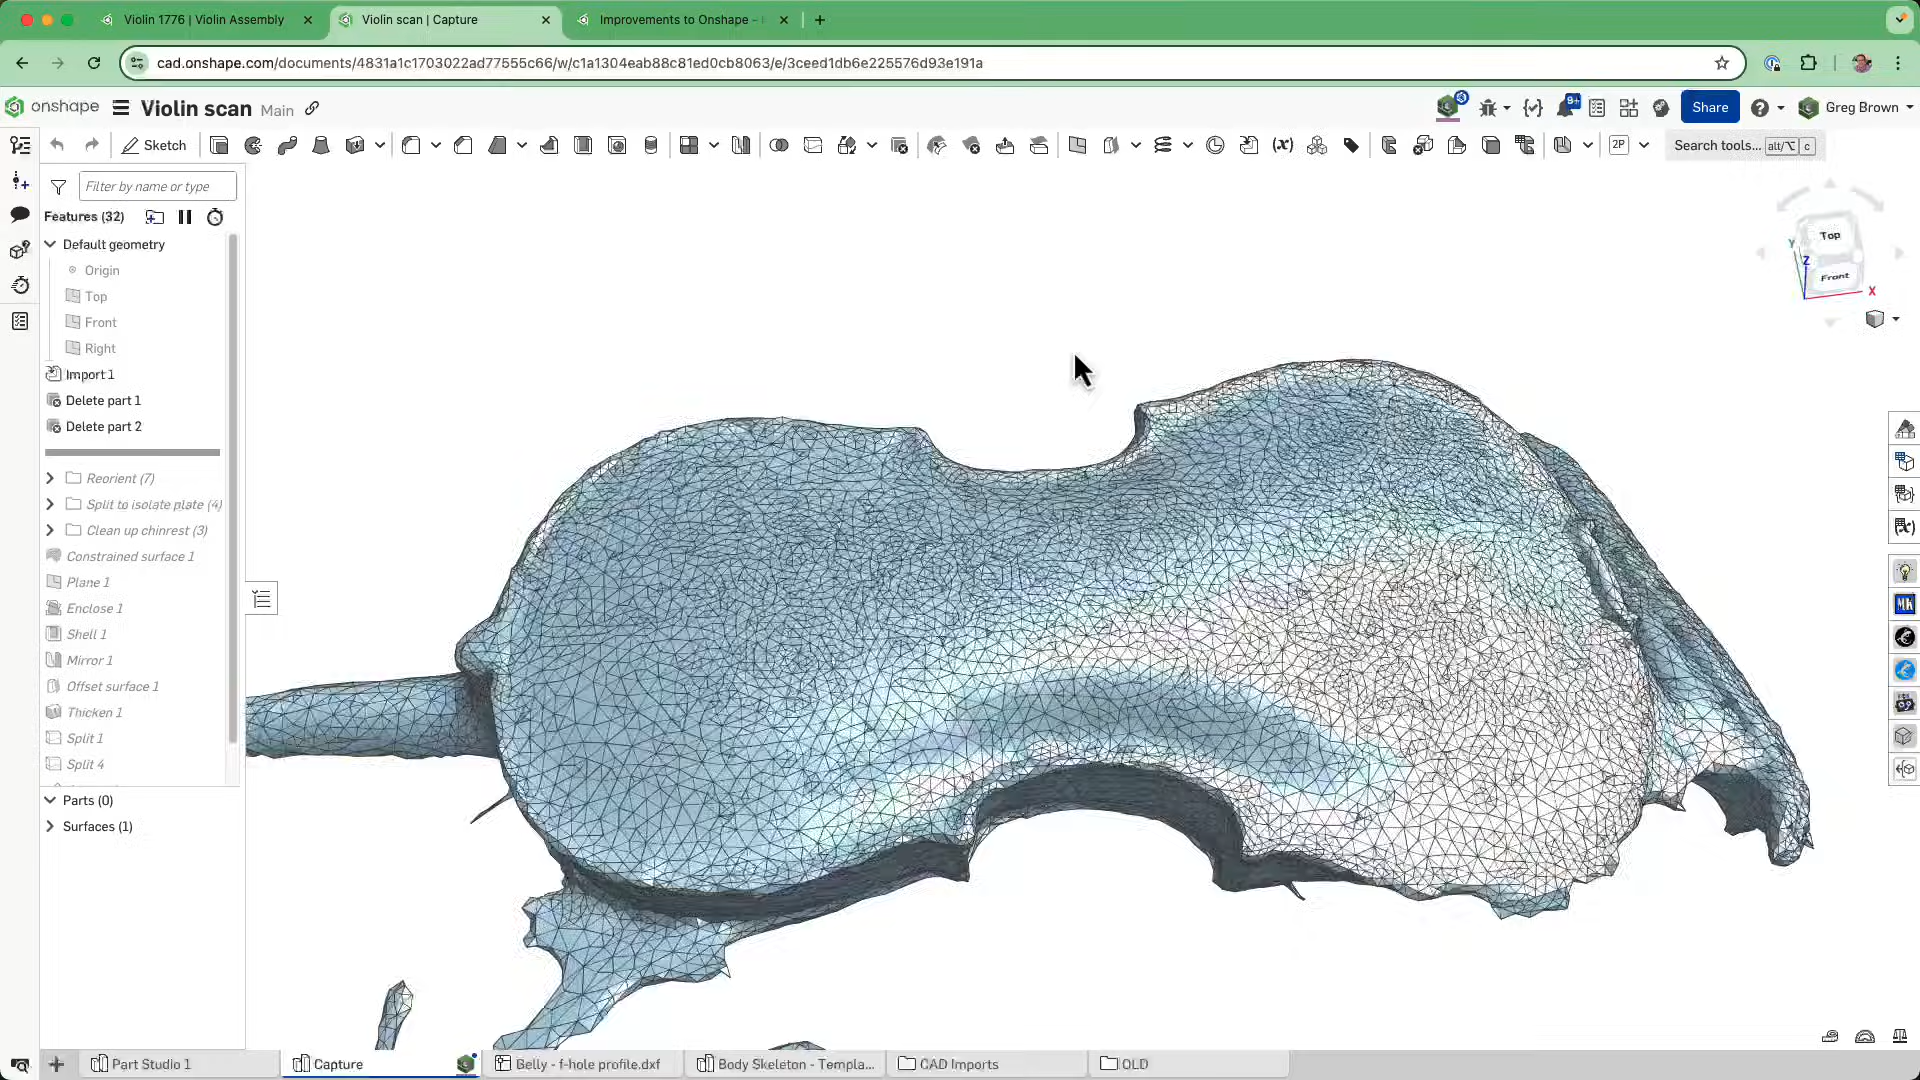 Violin 1776 | Violin Assembly
Violin scan | Capture
Improvements to Onshape -
cad.onshape.com/documents/4831a1c1703022ad77555c66/w/c1a1304eab88c81ed0cb8063/e/3ceed1db6e225576d93e191a
onshape
Violin scan
Main
9+
Share
Greg Brown
Sketch
(x)
2P
Search tools... alt/⌥ c
Filter by name or type
Features (32)
Default geometry
Origin
Top
Front
Right
Import 1
Delete part 1
Delete part 2
Reorient (7)
Split to isolate plate (4)
Clean up chinrest (3)
Constrained surface 1
Plane 1
Enclose 1
Shell 1
Mirror 1
Offset surface 1
Thicken 1
Split 1
Split 4
Parts (0)
Surfaces (1)
Top
Front
Y
Z
X
(x)
MK
Part Studio 1
Capture
Belly - f-hole profile.dxf
Body Skeleton - Templa...
CAD Imports
OLD